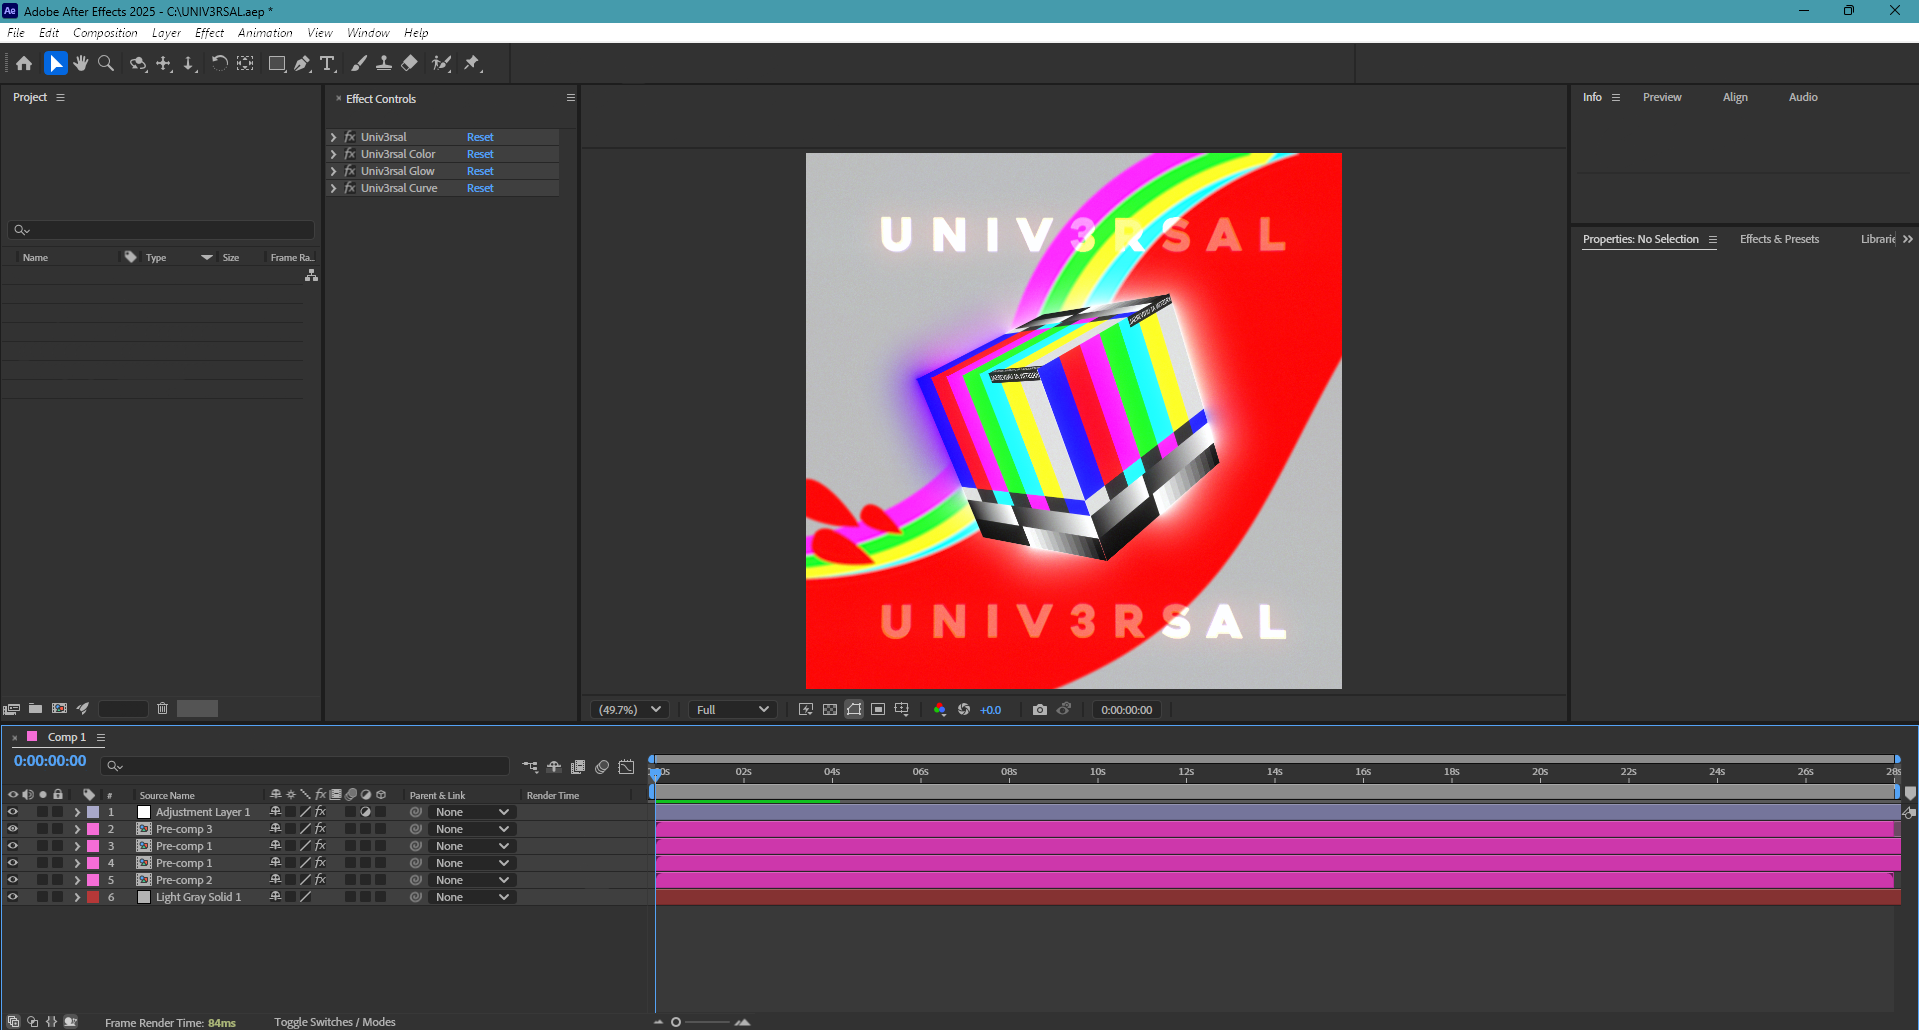 Ae Adobe After Effects 2025 - C:\UNIV3RSAL.aep *
File Edit Composition Layer Effect Animation View Window Help
Project
Effect Controls
Info Preview Align Audio
Univ3rsal Reset
Univ3rsal Color Reset
Univ3rsal Glow Reset
Univ3rsal Curve Reset
UNIV3RSAL
Properties: No Selection Effects & Presets Librarie
Name Type Size Frame Ra..
UNIV3RSAL
(49.7%) Full +0.0 0:00:00:00
Comp 1
0:00:00:00
00s 02s 04s 06s 08s 10s 12s 14s 16s 18s 20s 22s 24s 26s 28s
# Source Name fx Parent & Link Render Time
1 Adjustment Layer 1 fx None
2 Pre-comp 3 fx None
3 Pre-comp 1 fx None
4 Pre-comp 1 fx None
5 Pre-comp 2 fx None
6 Light Gray Solid 1 None
Frame Render Time: 84ms Toggle Switches / Modes